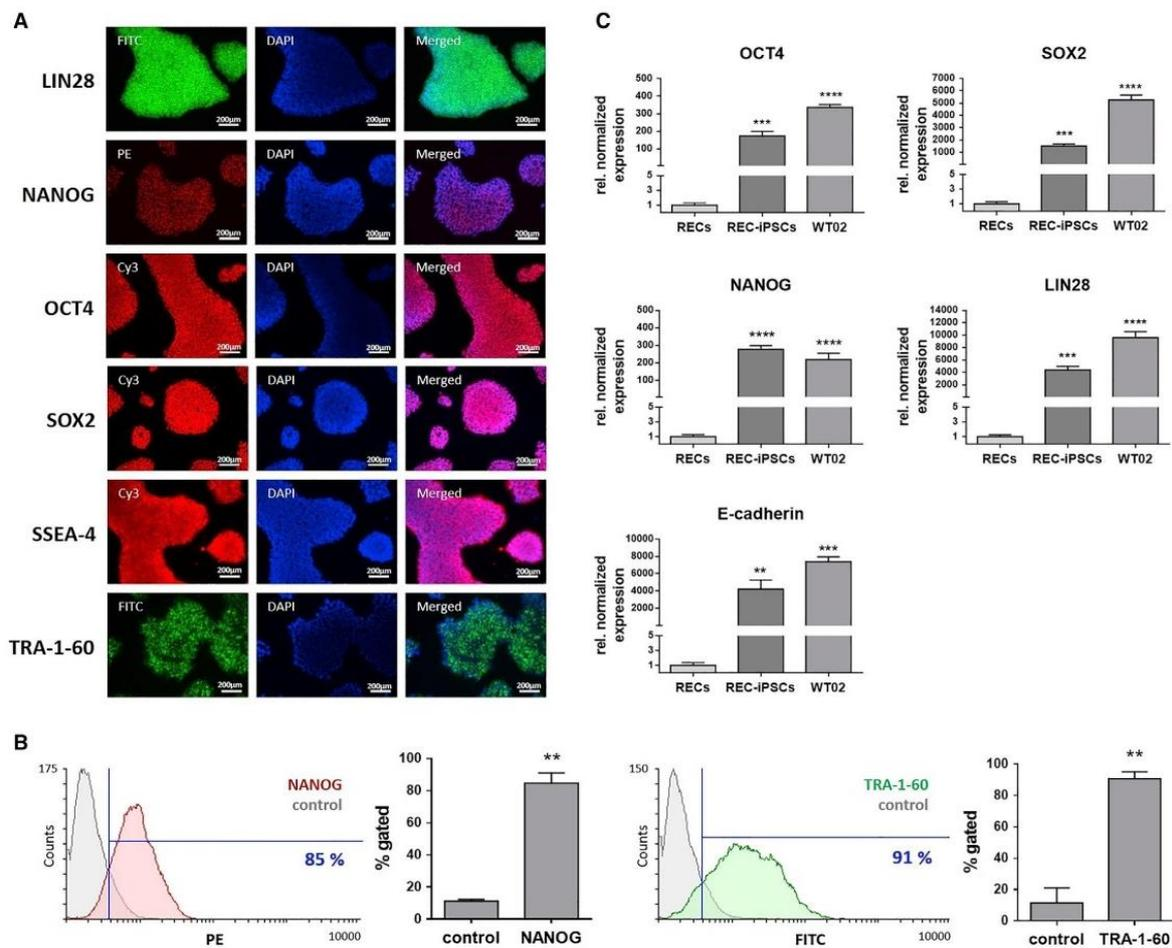 A
LIN28
FITC
DAPI
Merged
200µm
200µm
200µm
NANOG
PE
DAPI
Merged
200µm
200µm
200µm
OCT4
Cy3
DAPI
Merged
200µm
200µm
200µm
SOX2
Cy3
DAPI
Merged
200µm
200µm
200µm
SSEA-4
Cy3
DAPI
Merged
200µm
200µm
200µm
TRA-1-60
FITC
DAPI
Merged
200µm
200µm
200µm
C
OCT4
rel. normalized
expression
500
400
300
200
100
5
3
1
***
****
RECs REC-iPSCs WT02
SOX2
rel. normalized
expression
7000
6000
5000
4000
3000
2000
1000
5
3
1
***
****
RECs REC-iPSCs WT02
NANOG
rel. normalized
expression
500
400
300
200
100
5
3
1
****
****
RECs REC-iPSCs WT02
LIN28
rel. normalized
expression
14000
12000
10000
8000
6000
4000
2000
5
3
1
***
****
RECs REC-iPSCs WT02
E-cadherin
rel. normalized
expression
10000
8000
6000
4000
2000
5
3
1
**
***
RECs REC-iPSCs WT02
B
175
Counts
NANOG
control
85 %
PE
10000
% gated
100
80
60
40
20
0
**
control NANOG
150
Counts
TRA-1-60
control
91 %
FITC
10000
% gated
100
80
60
40
20
0
**
control TRA-1-60